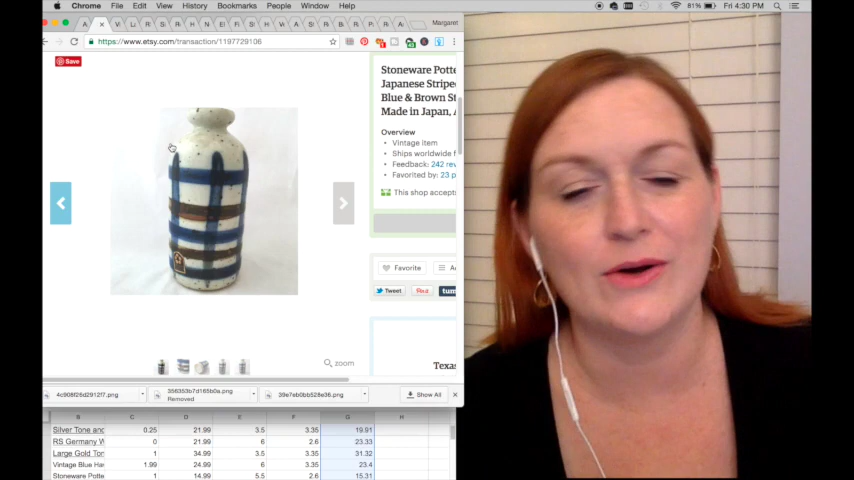 Chrome File Edit View History Bookmarks People Window Help
81% Fri 4:30 PM
Margaret
https://www.etsy.com/transaction/1197729106
Save
Stoneware Potte
Japanese Stripe
Blue & Brown St
Made in Japan, A
Overview
Vintage item
Ships worldwide f
Feedback: 242 rev
Favorited by: 23 p
This shop accepts
Favorite
Tweet
Pin it
tum
zoom
Texas
4c908f26d2912f7.png
356353b7d165b0a.png
Removed
39e7eb0bb528e36.png
Show All
B C D E F G H
Silver Tone and 0.25 21.99 3.5 3.35 19.91
RS Germany W 0 21.99 6 2.6 23.33
Large Gold Ton 1 34.99 3.5 3.35 31.32
Vintage Blue Har 1.99 24.99 6 3.35 23.4
Stoneware Potte 1 14.99 5.5 2.6 15.31